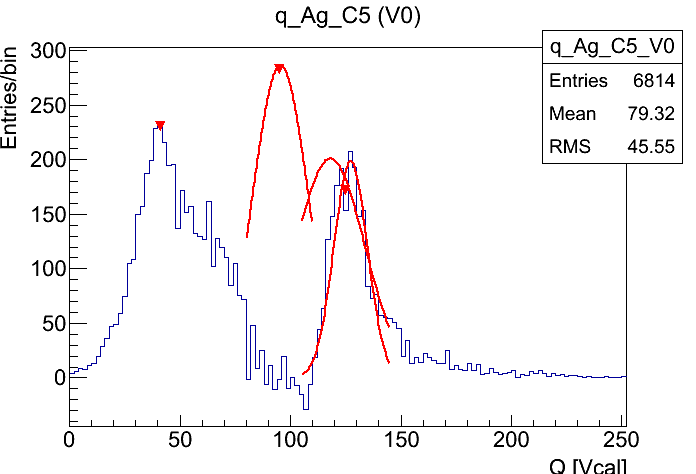 q_Ag_C5 (V0)
q_Ag_C5_V0
Entries 6814
Mean 79.32
RMS 45.55
Entries/bin
300
250
200
150
100
50
0
0 50 100 150 200 250
Q [Vcal]